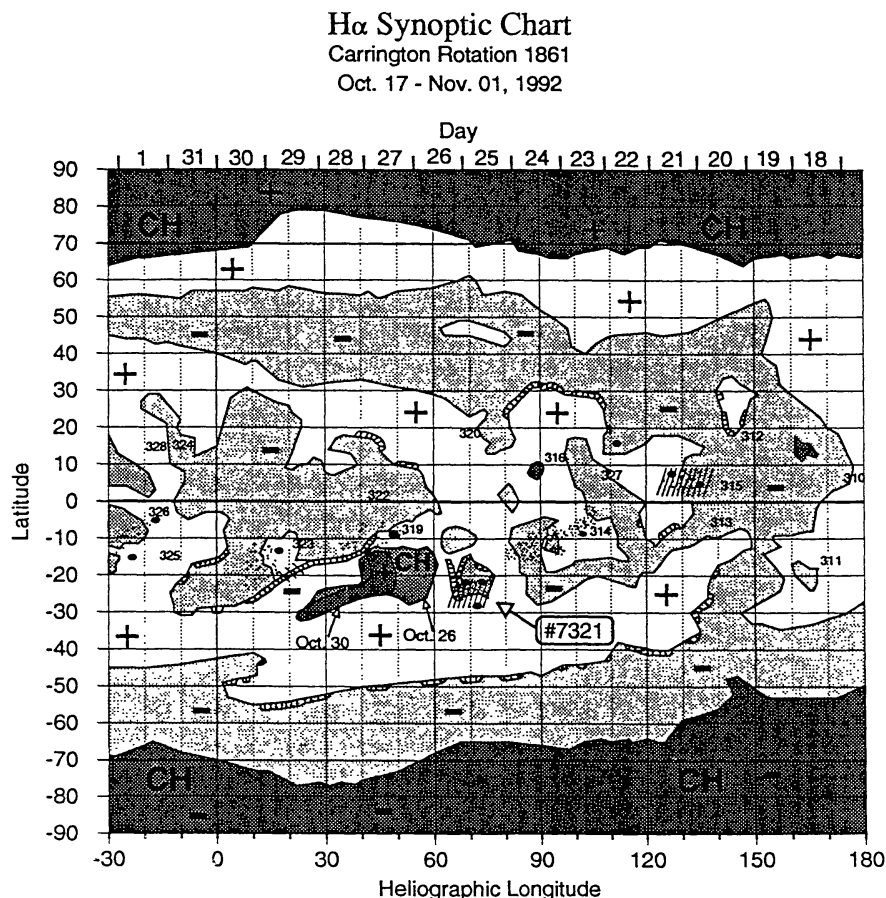 Hα Synoptic Chart
Carrington Rotation 1861
Oct. 17 - Nov. 01, 1992
Day
1 31 30 29 28 27 26 25 24 23 22 21 20 19 18
90
80
CH CH
70
60
50
40
30
20
328 324 320 312
316
10
327 315 310
322
0
326 313
-10
325 323 319 314
311
CH
-20
-30
#7321
Oct. 30 Oct. 26
-40
-50
-60
-70
CH CH
-80
-90
-30 0 30 60 90 120 150 180
Latitude
Heliographic Longitude